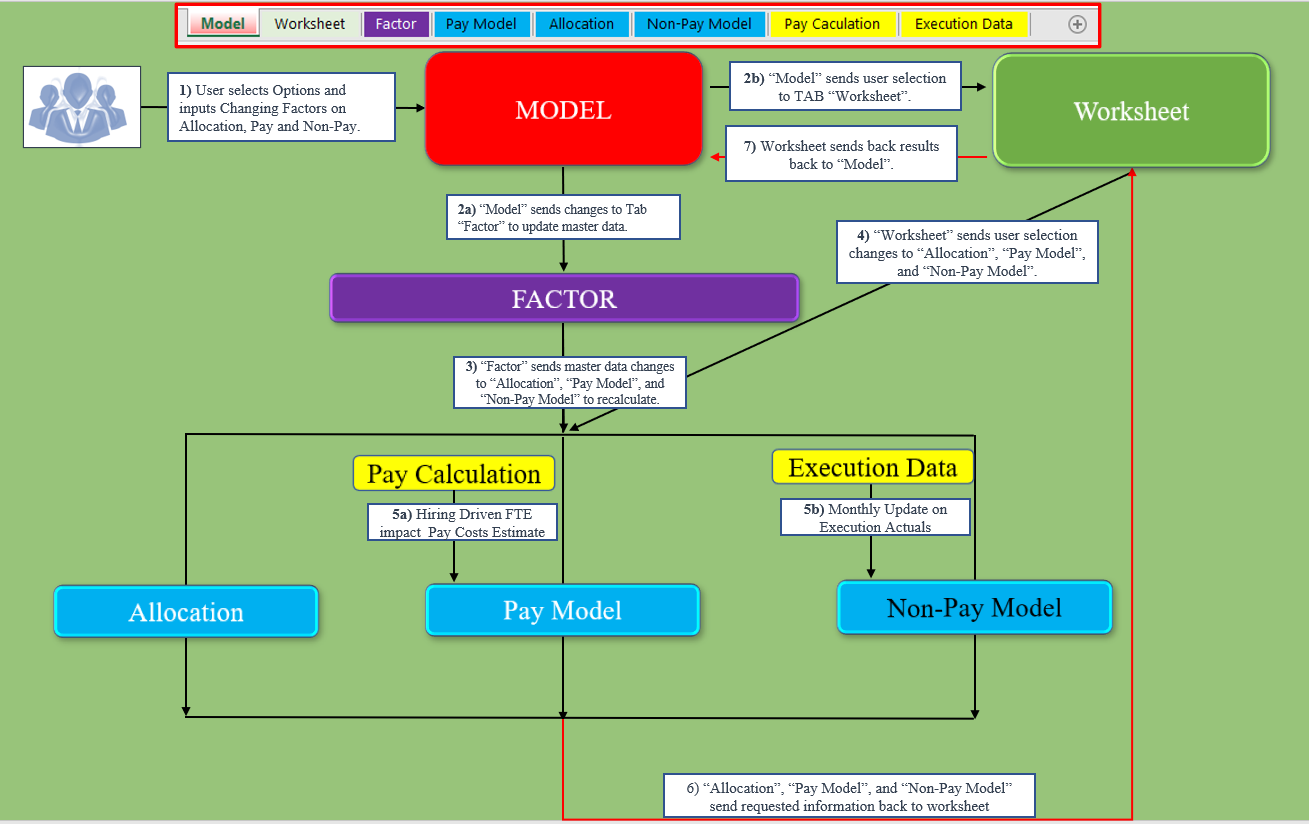 Model Worksheet Factor Pay Model Allocation Non-Pay Model Pay Caculation Execution Data
1) User selects Options and
inputs Changing Factors on
Allocation, Pay and Non-Pay.
MODEL
2b) “Model” sends user selection
to TAB “Worksheet”.
Worksheet
7) Worksheet sends back results
back to “Model”.
2a) “Model” sends changes to Tab
“Factor” to update master data.
4) “Worksheet” sends user selection
changes to “Allocation”, “Pay Model”,
and “Non-Pay Model”.
FACTOR
3) “Factor” sends master data changes
to “Allocation”, “Pay Model”, and
“Non-Pay Model” to recalculate.
Pay Calculation
Execution Data
5a) Hiring Driven FTE
impact Pay Costs Estimate
5b) Monthly Update on
Execution Actuals
Allocation
Pay Model
Non-Pay Model
6) “Allocation”, “Pay Model”, and “Non-Pay Model”
send requested information back to worksheet